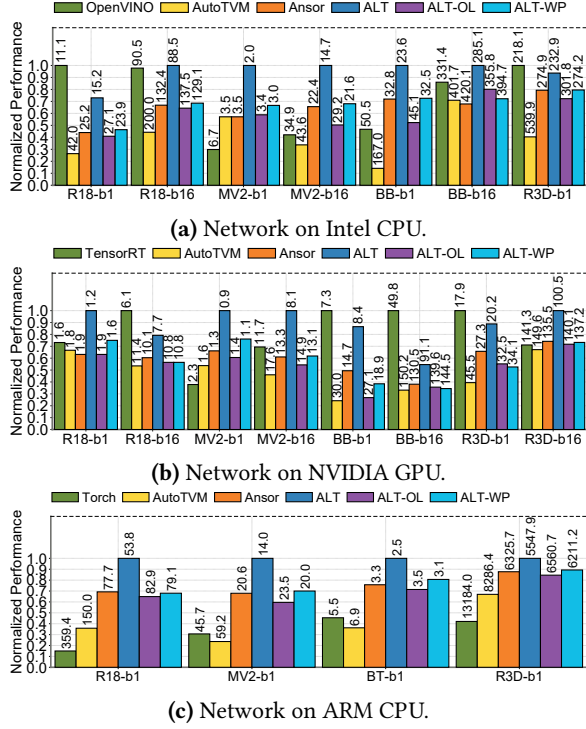 OpenVINO AutoTVM Ansor ALT ALT-OL ALT-WP
Normalized Performance
1.0
0.9
0.8
0.7
0.6
0.5
0.4
0.3
0.2
0.1
0.0
11.1 42.0 25.2 15.2 27.1 23.9
90.5 200.0 132.4 88.5 137.5 129.1
6.7 3.5 3.5 2.0 3.4 3.0
34.9 43.6 22.4 14.7 29.2 21.6
50.5 167.0 32.8 23.6 45.1 32.5
331.4 401.7 420.1 285.1 355.8 394.7
218.1 539.9 274.9 232.9 301.8 274.2
R18-b1 R18-b16 MV2-b1 MV2-b16 BB-b1 BB-b16 R3D-b1
(a) Network on Intel CPU.
TensorRT AutoTVM Ansor ALT ALT-OL ALT-WP
Normalized Performance
1.0
0.9
0.8
0.7
0.6
0.5
0.4
0.3
0.2
0.1
0.0
1.6 1.8 1.9 1.2 1.9 1.6
6.1 11.4 10.1 7.7 10.8 10.8
2.3 1.6 1.3 0.9 1.4 1.1
11.7 17.6 13.3 8.1 14.9 13.1
7.3 30.0 14.7 8.4 27.1 18.9
49.8 150.2 130.5 91.1 139.6 144.5
17.9 45.5 27.3 20.2 32.5 34.1
141.3 149.6 135.5 100.5 140.1 137.2
R18-b1 R18-b16 MV2-b1 MV2-b16 BB-b1 BB-b16 R3D-b1 R3D-b16
(b) Network on NVIDIA GPU.
Torch AutoTVM Ansor ALT ALT-OL ALT-WP
Normalized Performance
1.0
0.9
0.8
0.7
0.6
0.5
0.4
0.3
0.2
0.1
0.0
359.4 150.0 77.7 53.8 82.9 79.1
45.7 59.2 20.6 14.0 23.5 20.0
5.5 6.9 3.3 2.5 3.5 3.1
13184.0 8286.4 6325.7 5547.9 6560.7 6211.2
R18-b1 MV2-b1 BT-b1 R3D-b1
(c) Network on ARM CPU.